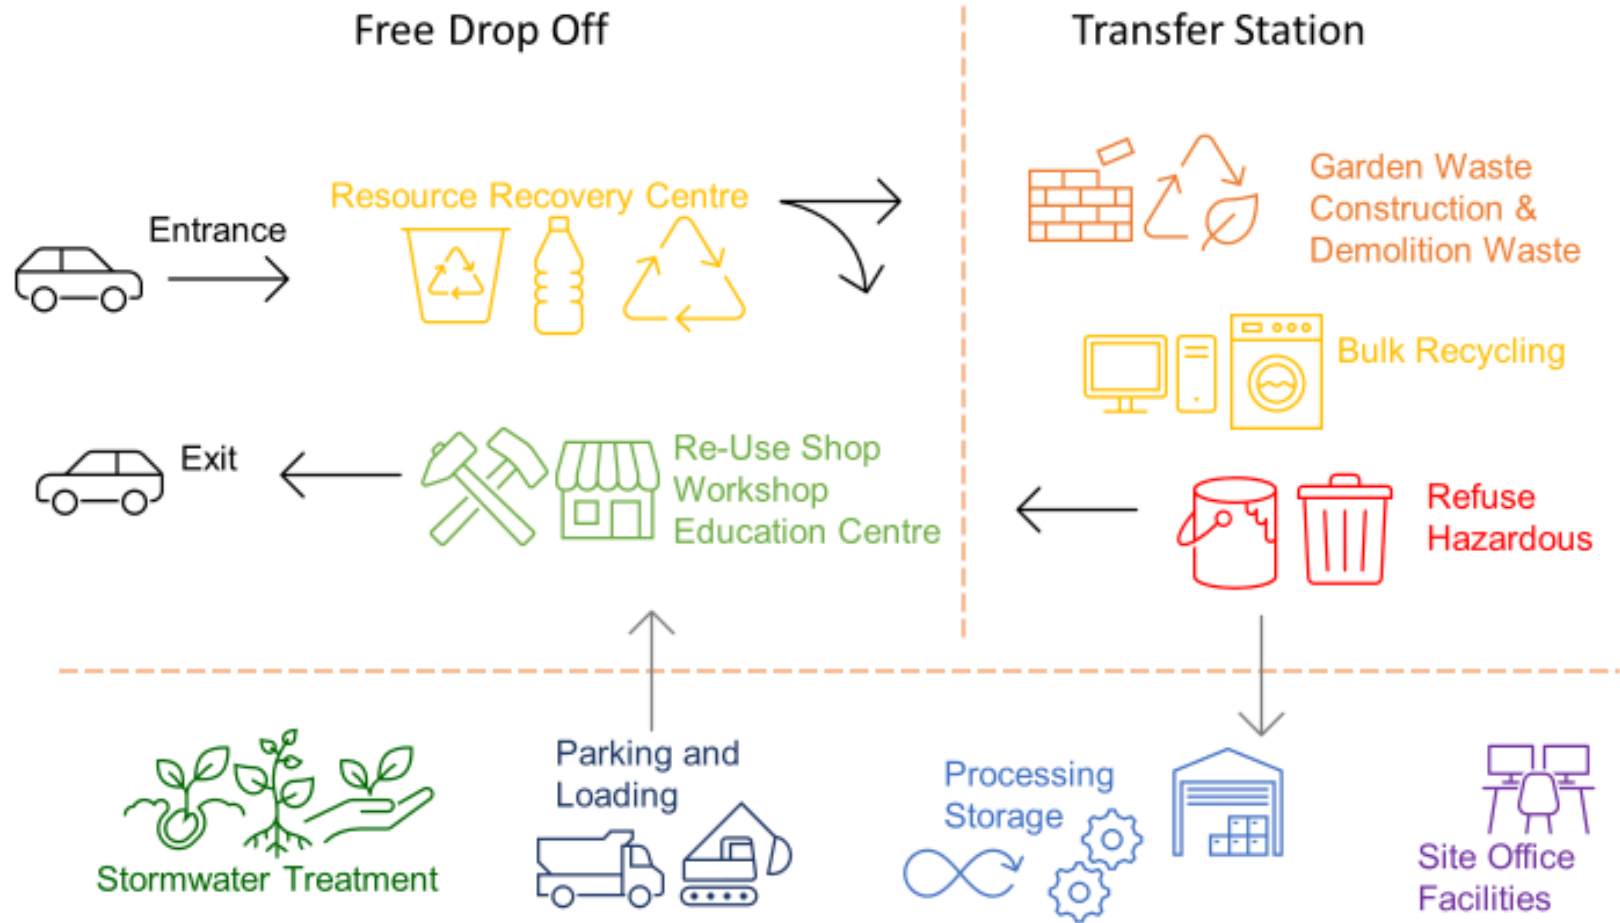 Free Drop Off
Transfer Station
Entrance
Resource Recovery Centre
Garden Waste
Construction &
Demolition Waste
Bulk Recycling
Exit
Re-Use Shop
Workshop
Education Centre
Refuse
Hazardous
Stormwater Treatment
Parking and
Loading
Processing
Storage
Site Office
Facilities